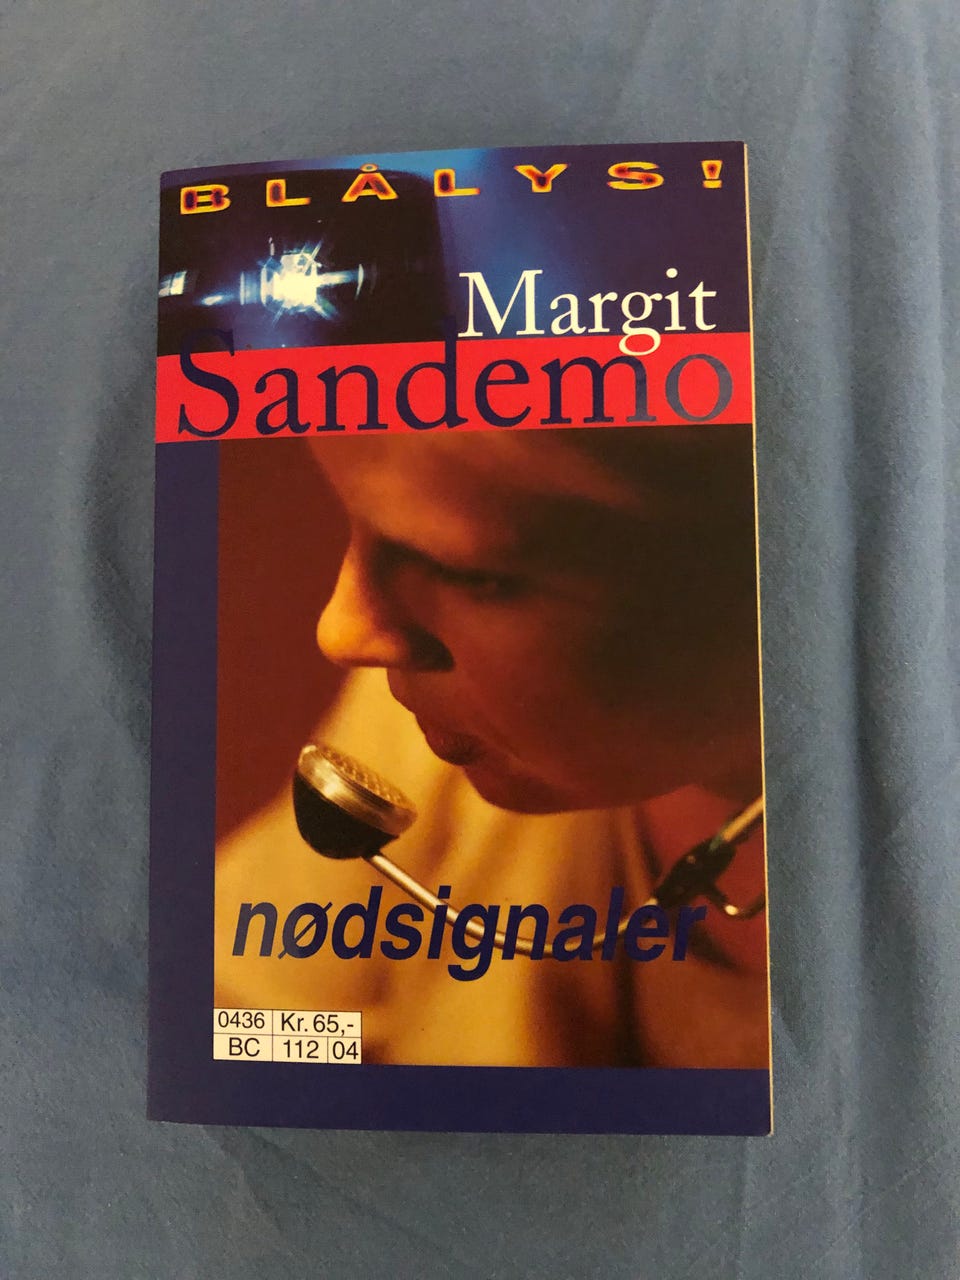 BLÅLYS!
Margit
Sandemo
nødsignaler
0436 Kr. 65,-
BC 112 04